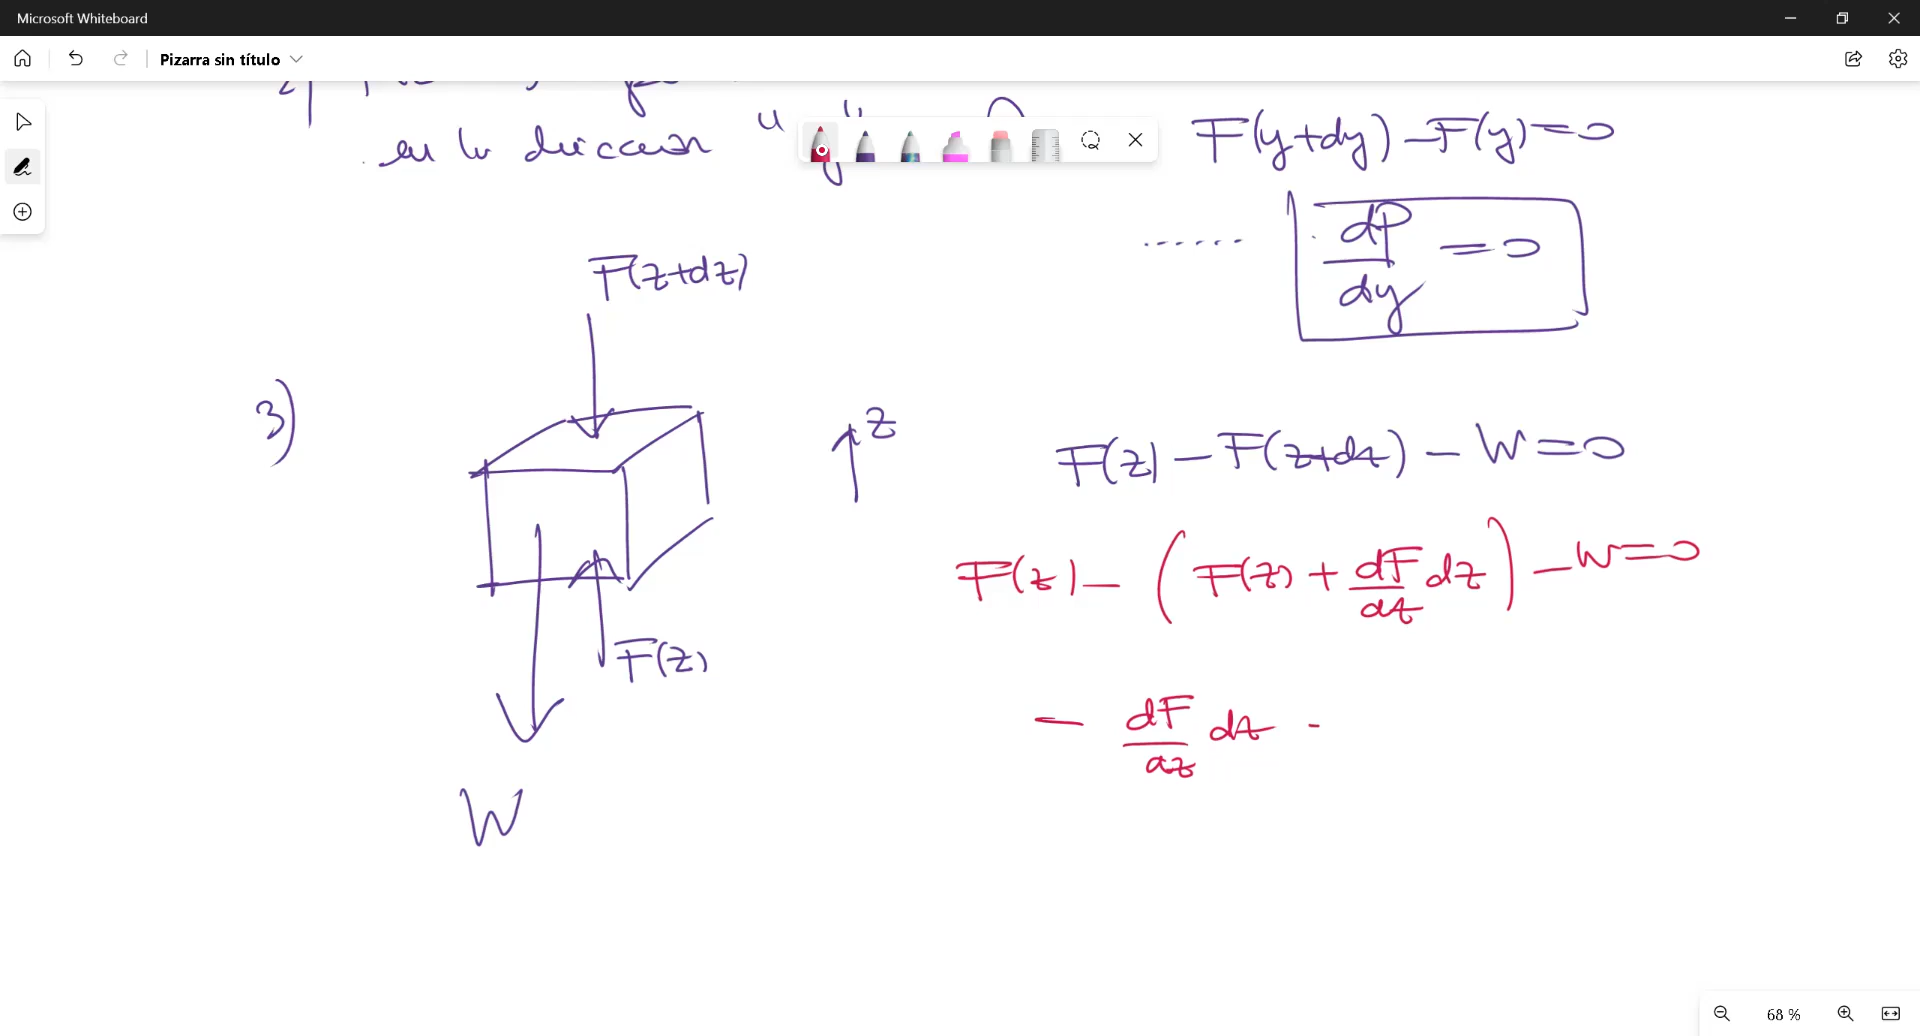 Microsoft Whiteboard
Pizarra sin título
en la dirección "y"
F(y+dy) - F(y) = 0
...... dP/dy = 0
F(z+dz)
3)
z
F(z) - F(z+dz) - W = 0
F(z) - (F(z) + dF/dz dz) - W = 0
F(z)
- dF/dz dz -
W
68 %